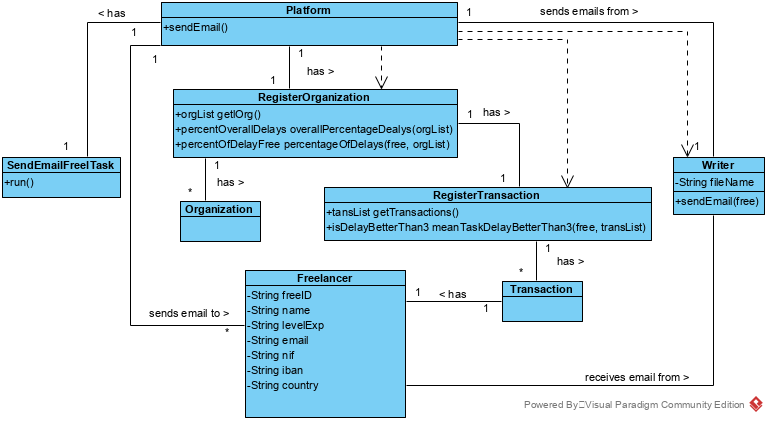 Platform
+sendEmail()
< has
1
sends emails from >
1
1
1
1
has >
1
RegisterOrganization
+orgList getlOrg()
+percentOverallDelays overallPercentageDealys(orgList)
+percentOfDelayFree percentageOfDelays(free, orgList)
1
has >
1
1
SendEmailFreelTask
+run()
1
Writer
-String fileName
+sendEmail(free)
1
has >
*
Organization
RegisterTransaction
+tansList getTransactions()
+isDelayBetterThan3 meanTaskDelayBetterThan3(free, transList)
1
has >
*
Freelancer
-String freeID
-String name
-String levelExp
-String email
-String nif
-String iban
-String country
Transaction
1
< has
1
sends email to >
*
receives email from >
Powered By Visual Paradigm Community Edition